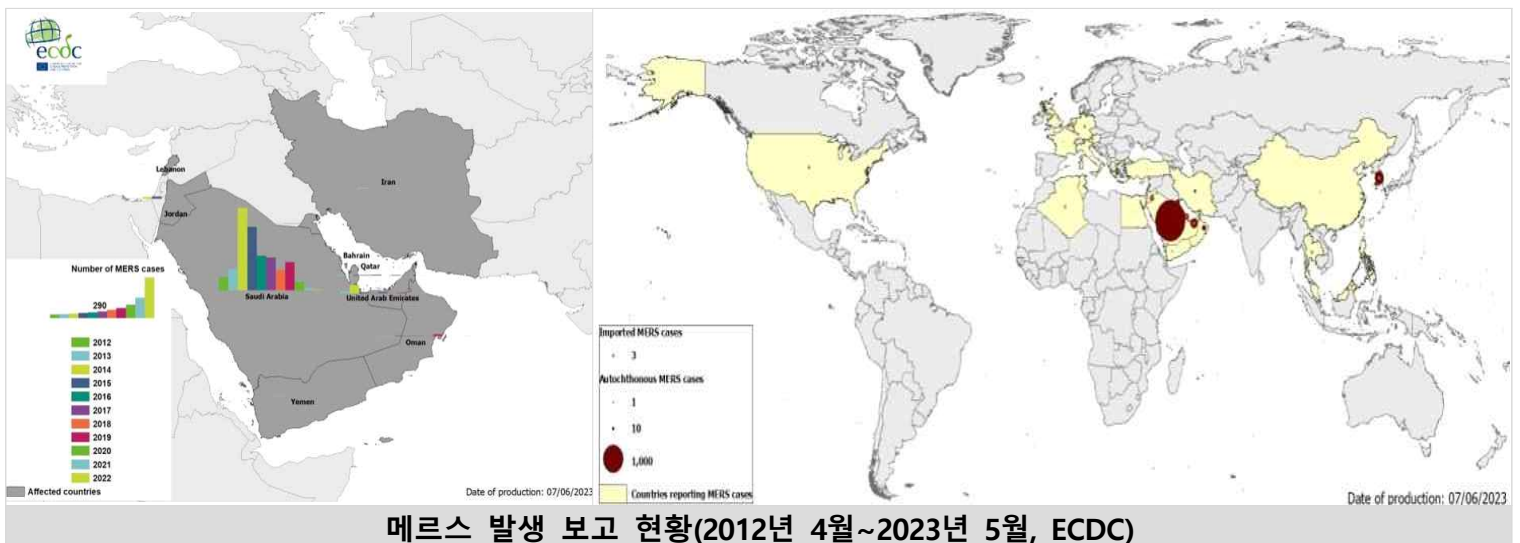 ecdc
Lebanon
Iran
Jordan
Bahrain
Qatar
Saudi Arabia
United Arab Emirates
Oman
Yemen
Number of MERS cases
290
2012
2013
2014
2015
2016
2017
2018
2019
2020
2021
2022
Affected countries
Date of production: 07/06/2023
Imported MERS cases
3
Autochthonous MERS cases
1
10
1,000
Countries reporting MERS cases
Date of production: 07/06/2023
메르스 발생 보고 현황(2012년 4월~2023년 5월, ECDC)